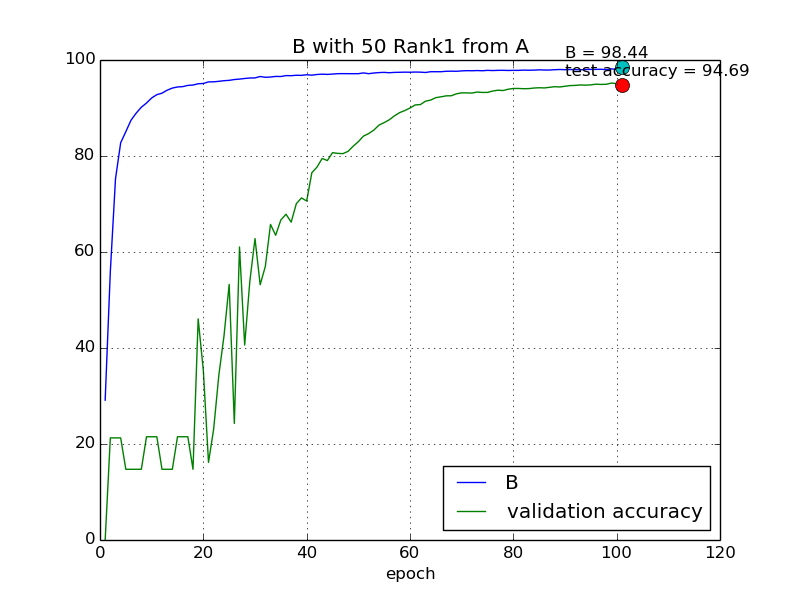 B with 50 Rank1 from A
B = 98.44
test accuracy = 94.69
100
80
60
40
20
0
0 20 40 60 80 100 120
epoch
B
validation accuracy